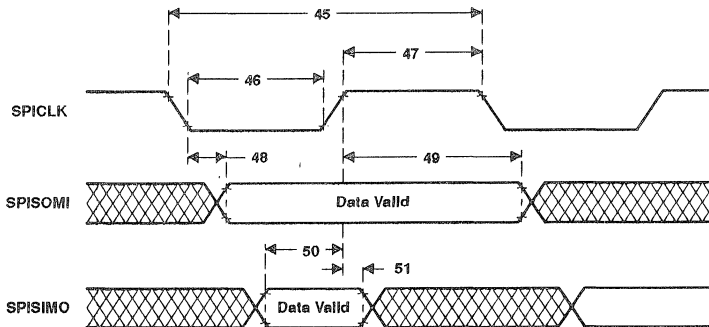 45
46
47
SPICLK
48
49
SPISOMI
Data Valid
50
51
SPISIMO
Data Valid